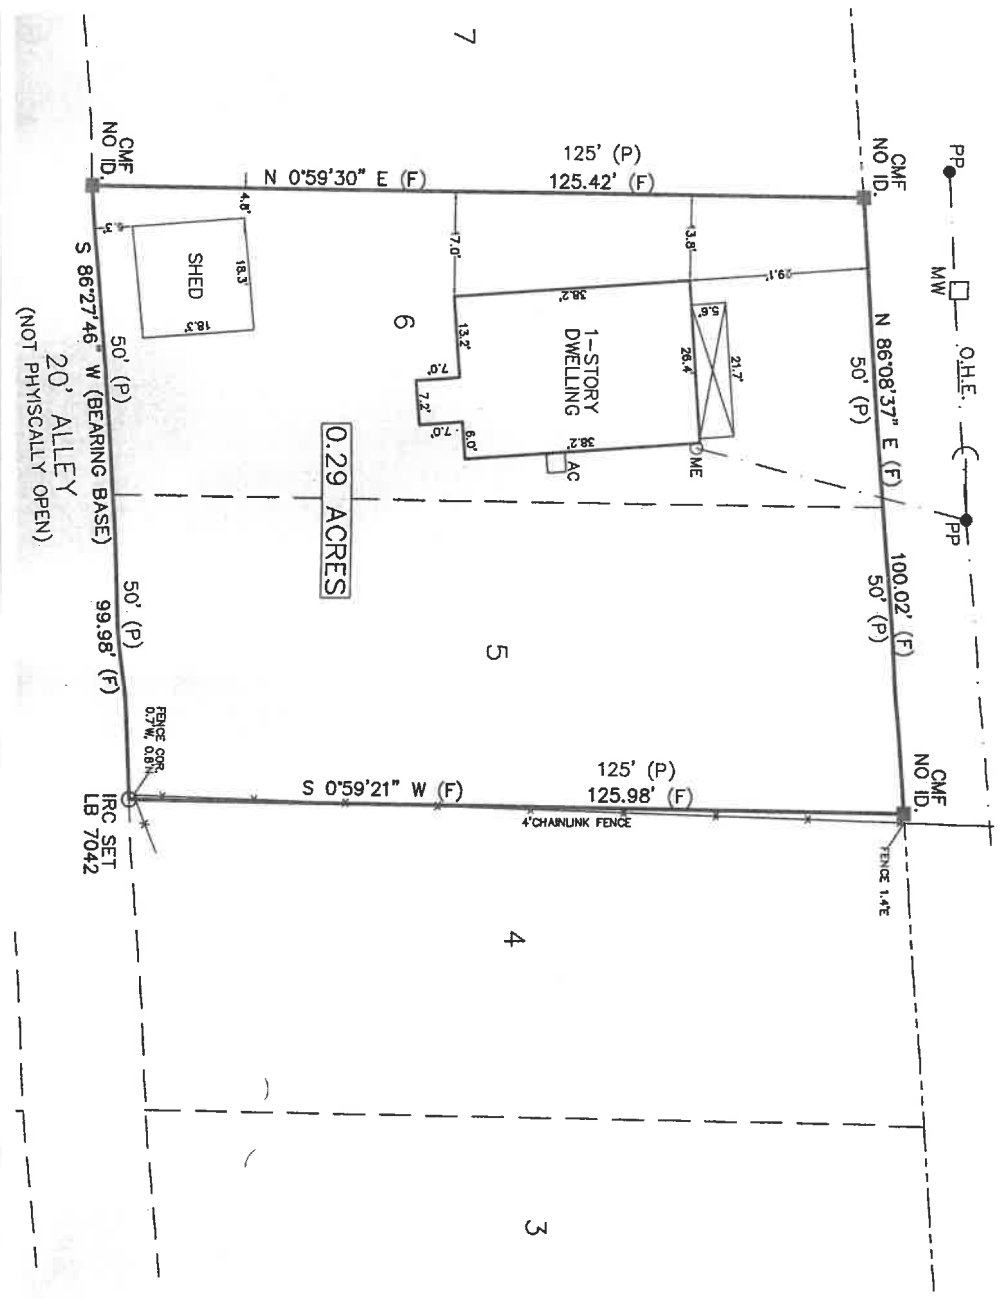 7
CMF
NO ID.
CMF
NO ID.
PP
MW
O.H.E.
PP
125' (P)
N 0°59'30" E (F)
125.42' (F)
N 86°08'37" E (F)
50' (P)
100.02' (F)
50' (P)
4.8'
17.0'
13.8'
29.1'
SHED
18.3'
18.3'
6
1-STORY
DWELLING
38.2'
13.2'
7.0'
7.2'
7.0'
6.0'
38.2'
26.4'
5.6'
21.7'
ME
AC
0.29 ACRES
S 86°27'46" W (BEARING BASE)
50' (P)
50' (P)
99.98' (F)
20' ALLEY
(NOT PHYISCALLY OPEN)
5
125' (P)
S 0°59'21" W (F)
125.98' (F)
4'CHAINLINK FENCE
FENCE COR.
0.7'W, 0.8'N
IRC SET
LB 7042
CMF
NO ID.
FENCE 1.4'E
4
3